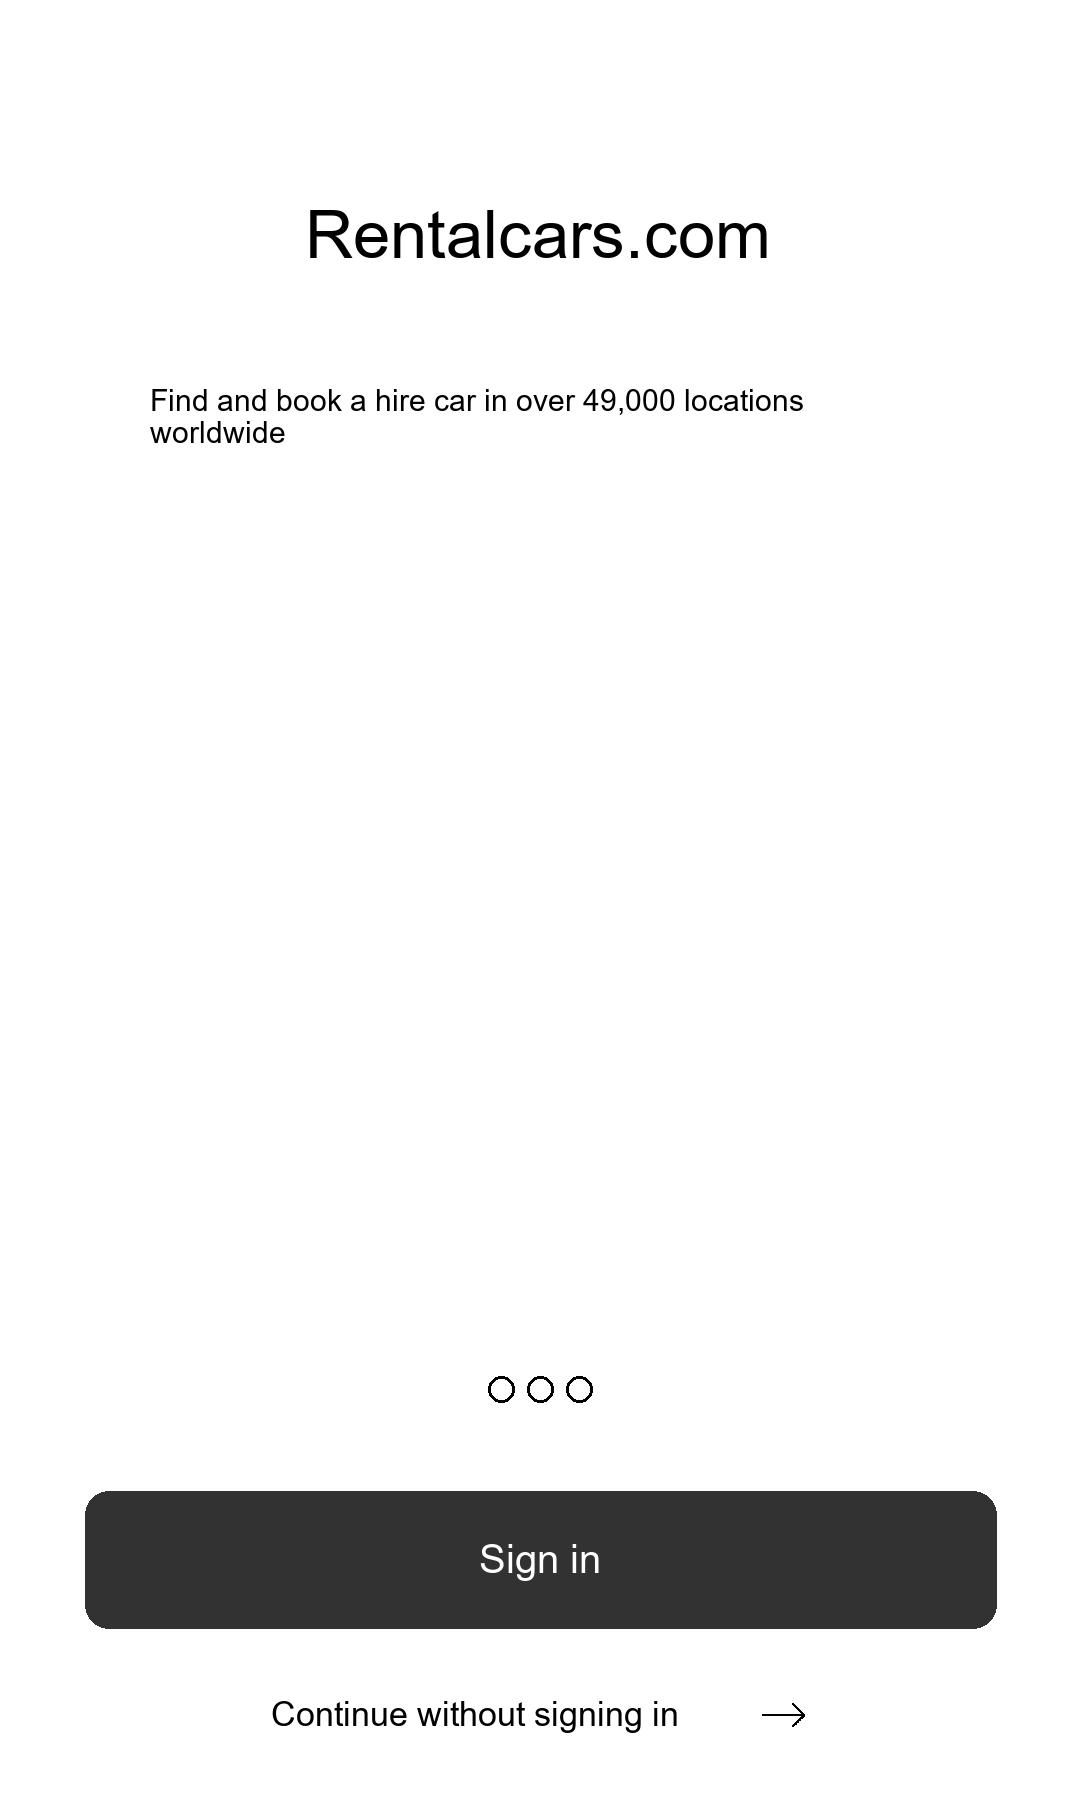 Rentalcars.com
Find and book a hire car in over 49,000 locations
worldwide
Sign in
Continue without signing in